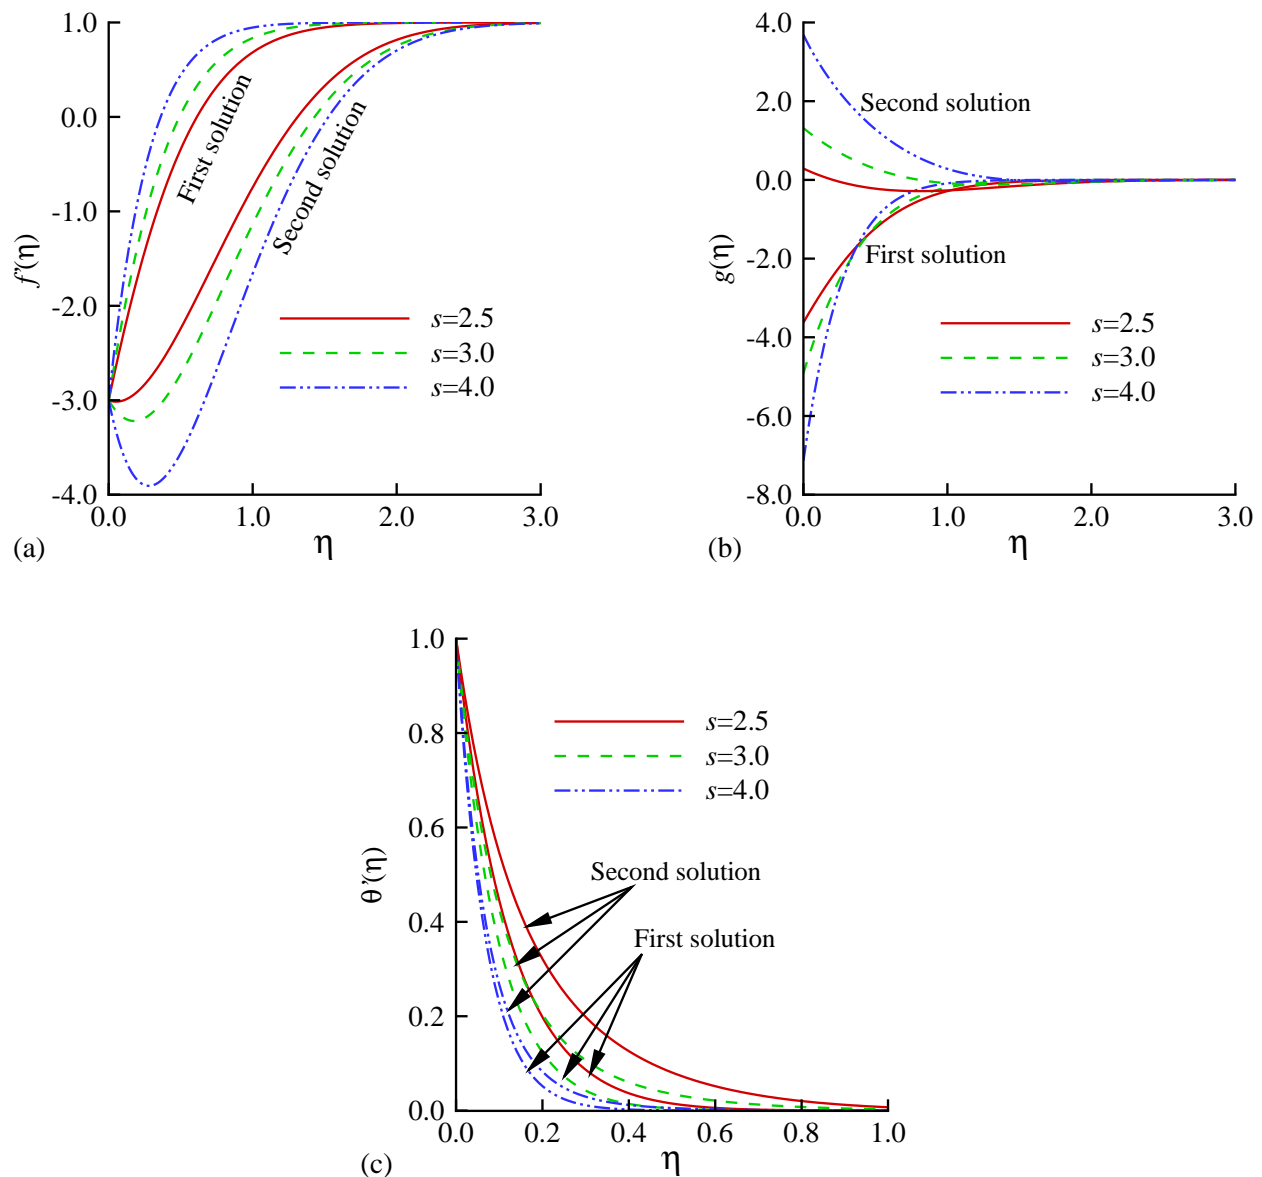 1.0
0.0
-1.0
-2.0
-3.0
-4.0
f'(η)
First solution
Second solution
s=2.5
s=3.0
s=4.0
0.0 1.0 2.0 3.0
η
(a)
4.0
2.0
0.0
-2.0
-4.0
-6.0
-8.0
g(η)
Second solution
First solution
s=2.5
s=3.0
s=4.0
0.0 1.0 2.0 3.0
η
(b)
1.0
0.8
0.6
0.4
0.2
0.0
θ'(η)
s=2.5
s=3.0
s=4.0
Second solution
First solution
0.0 0.2 0.4 0.6 0.8 1.0
η
(c)